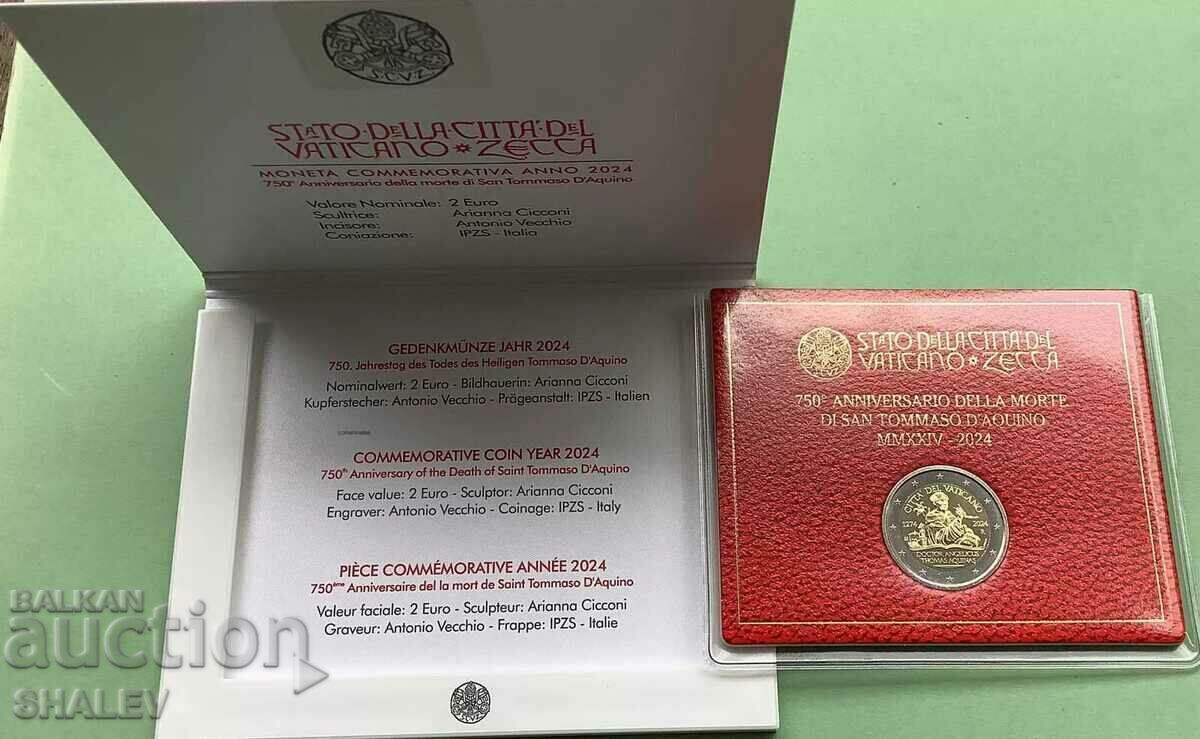 S.C.V.Z.
STATO·DELLA·CITTÀ·DEL
VATICANO * ZECCA
MONETA COMMEMORATIVA ANNO 2024
750° Anniversario della morte di San Tommaso D'Aquino
Valore Nominale: 2 Euro
Scultrice: Arianna Cicconi
Incisore: Antonio Vecchio
Coniazione: IPZS - Italia
GEDENKMÜNZE JAHR 2024
750. Jahrestag des Todes des Heiligen Tommaso D'Aquino
Nominalwert: 2 Euro - Bildhauerin: Arianna Cicconi
Kupferstecher: Antonio Vecchio - Prägeanstalt: IPZS - Italien
COMMEMORATIVE COIN YEAR 2024
750th Anniversary of the Death of Saint Tommaso D'Aquino
Face value: 2 Euro - Sculptor: Arianna Cicconi
Engraver: Antonio Vecchio - Coinage: IPZS - Italy
PIÈCE COMMÉMORATIVE ANNÉE 2024
750ème Anniversaire del la mort de Saint Tommaso D'Aquino
Valeur faciale: 2 Euro - Sculpteur: Arianna Cicconi
Graveur: Antonio Vecchio - Frappe: IPZS - Italie
STATO·DELLA·CITTÀ·DEL
VATICANO * ZECCA
750° ANNIVERSARIO DELLA MORTE
DI SAN TOMMASO D'AQUINO
MMXXIV - 2024
CITTÀ DEL VATICANO
1274 2024
R
DOCTOR ANGELICUS
THOMAS AQUINAS
BALKAN
auction
SHALEV